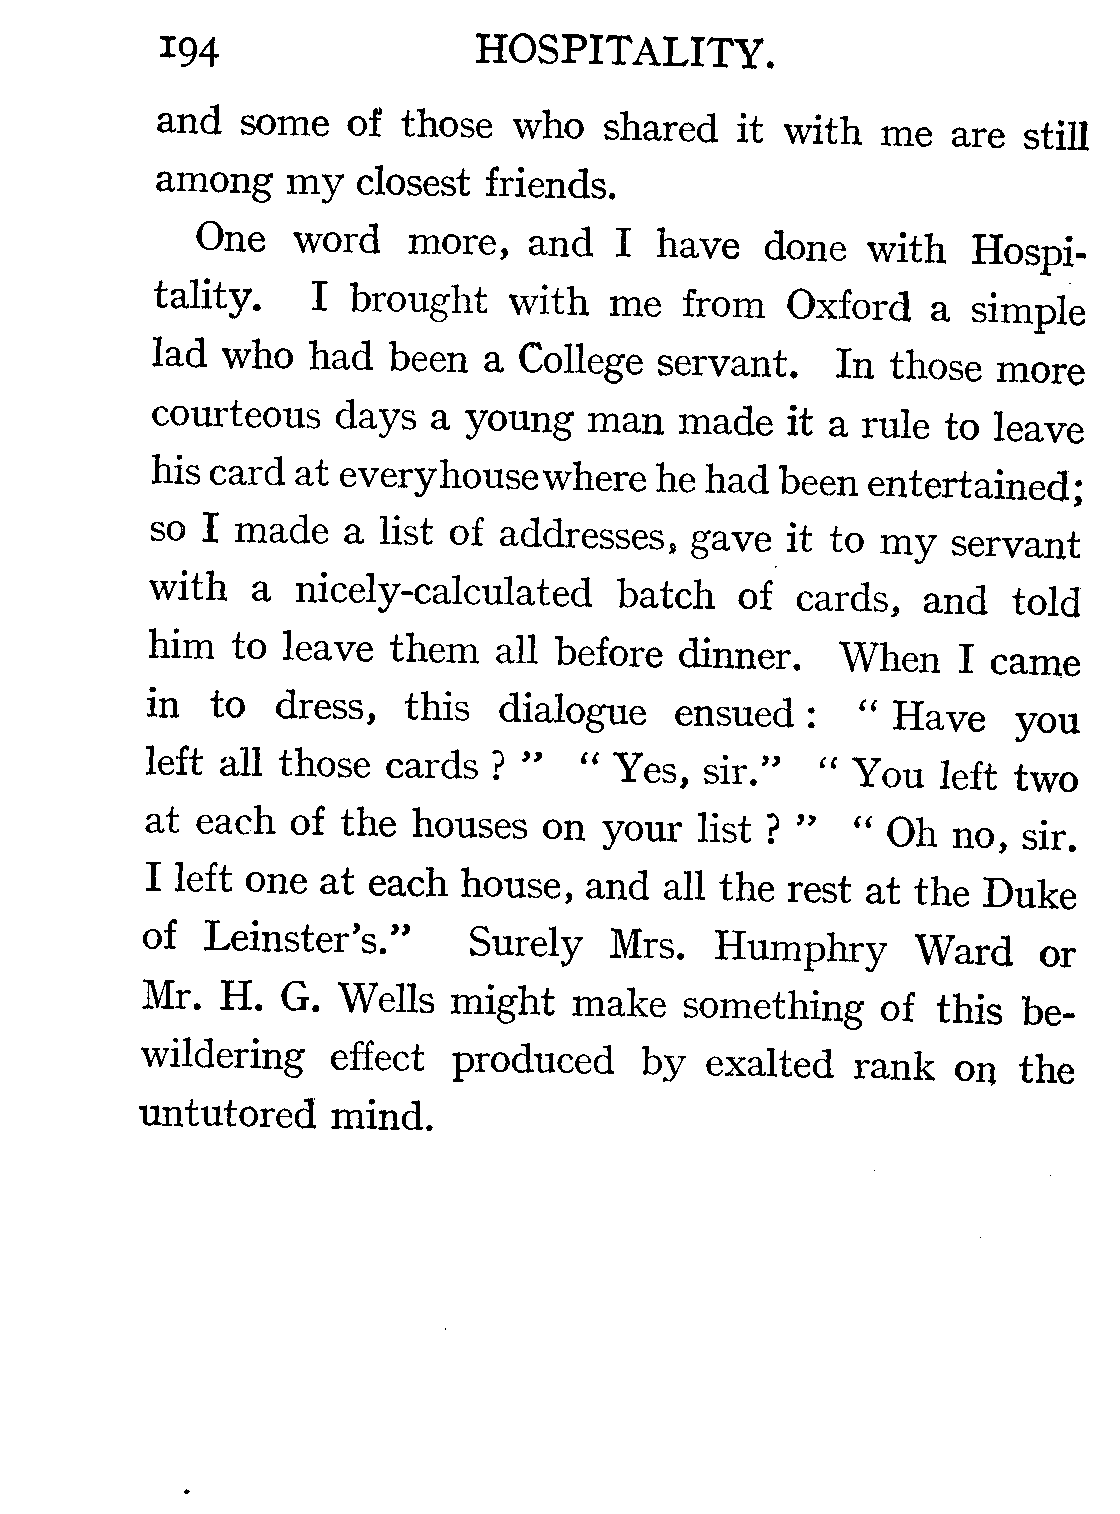 194 HOSPITALITY.
and some of those who shared it with me are still
among my closest friends.
One word more, and I have done with Hospi-
tality. I brought with me from Oxford a simple
lad who had been a College servant. In those more
courteous days a young man made it a rule to leave
his card at every house where he had been entertained;
so I made a list of addresses, gave it to my servant
with a nicely-calculated batch of cards, and told
him to leave them all before dinner. When I came
in to dress, this dialogue ensued : “ Have you
left all those cards ? ” “ Yes, sir.” “ You left two
at each of the houses on your list ? ” “ Oh no, sir.
I left one at each house, and all the rest at the Duke
of Leinster’s.” Surely Mrs. Humphry Ward or
Mr. H. G. Wells might make something of this be-
wildering effect produced by exalted rank on the
untutored mind.